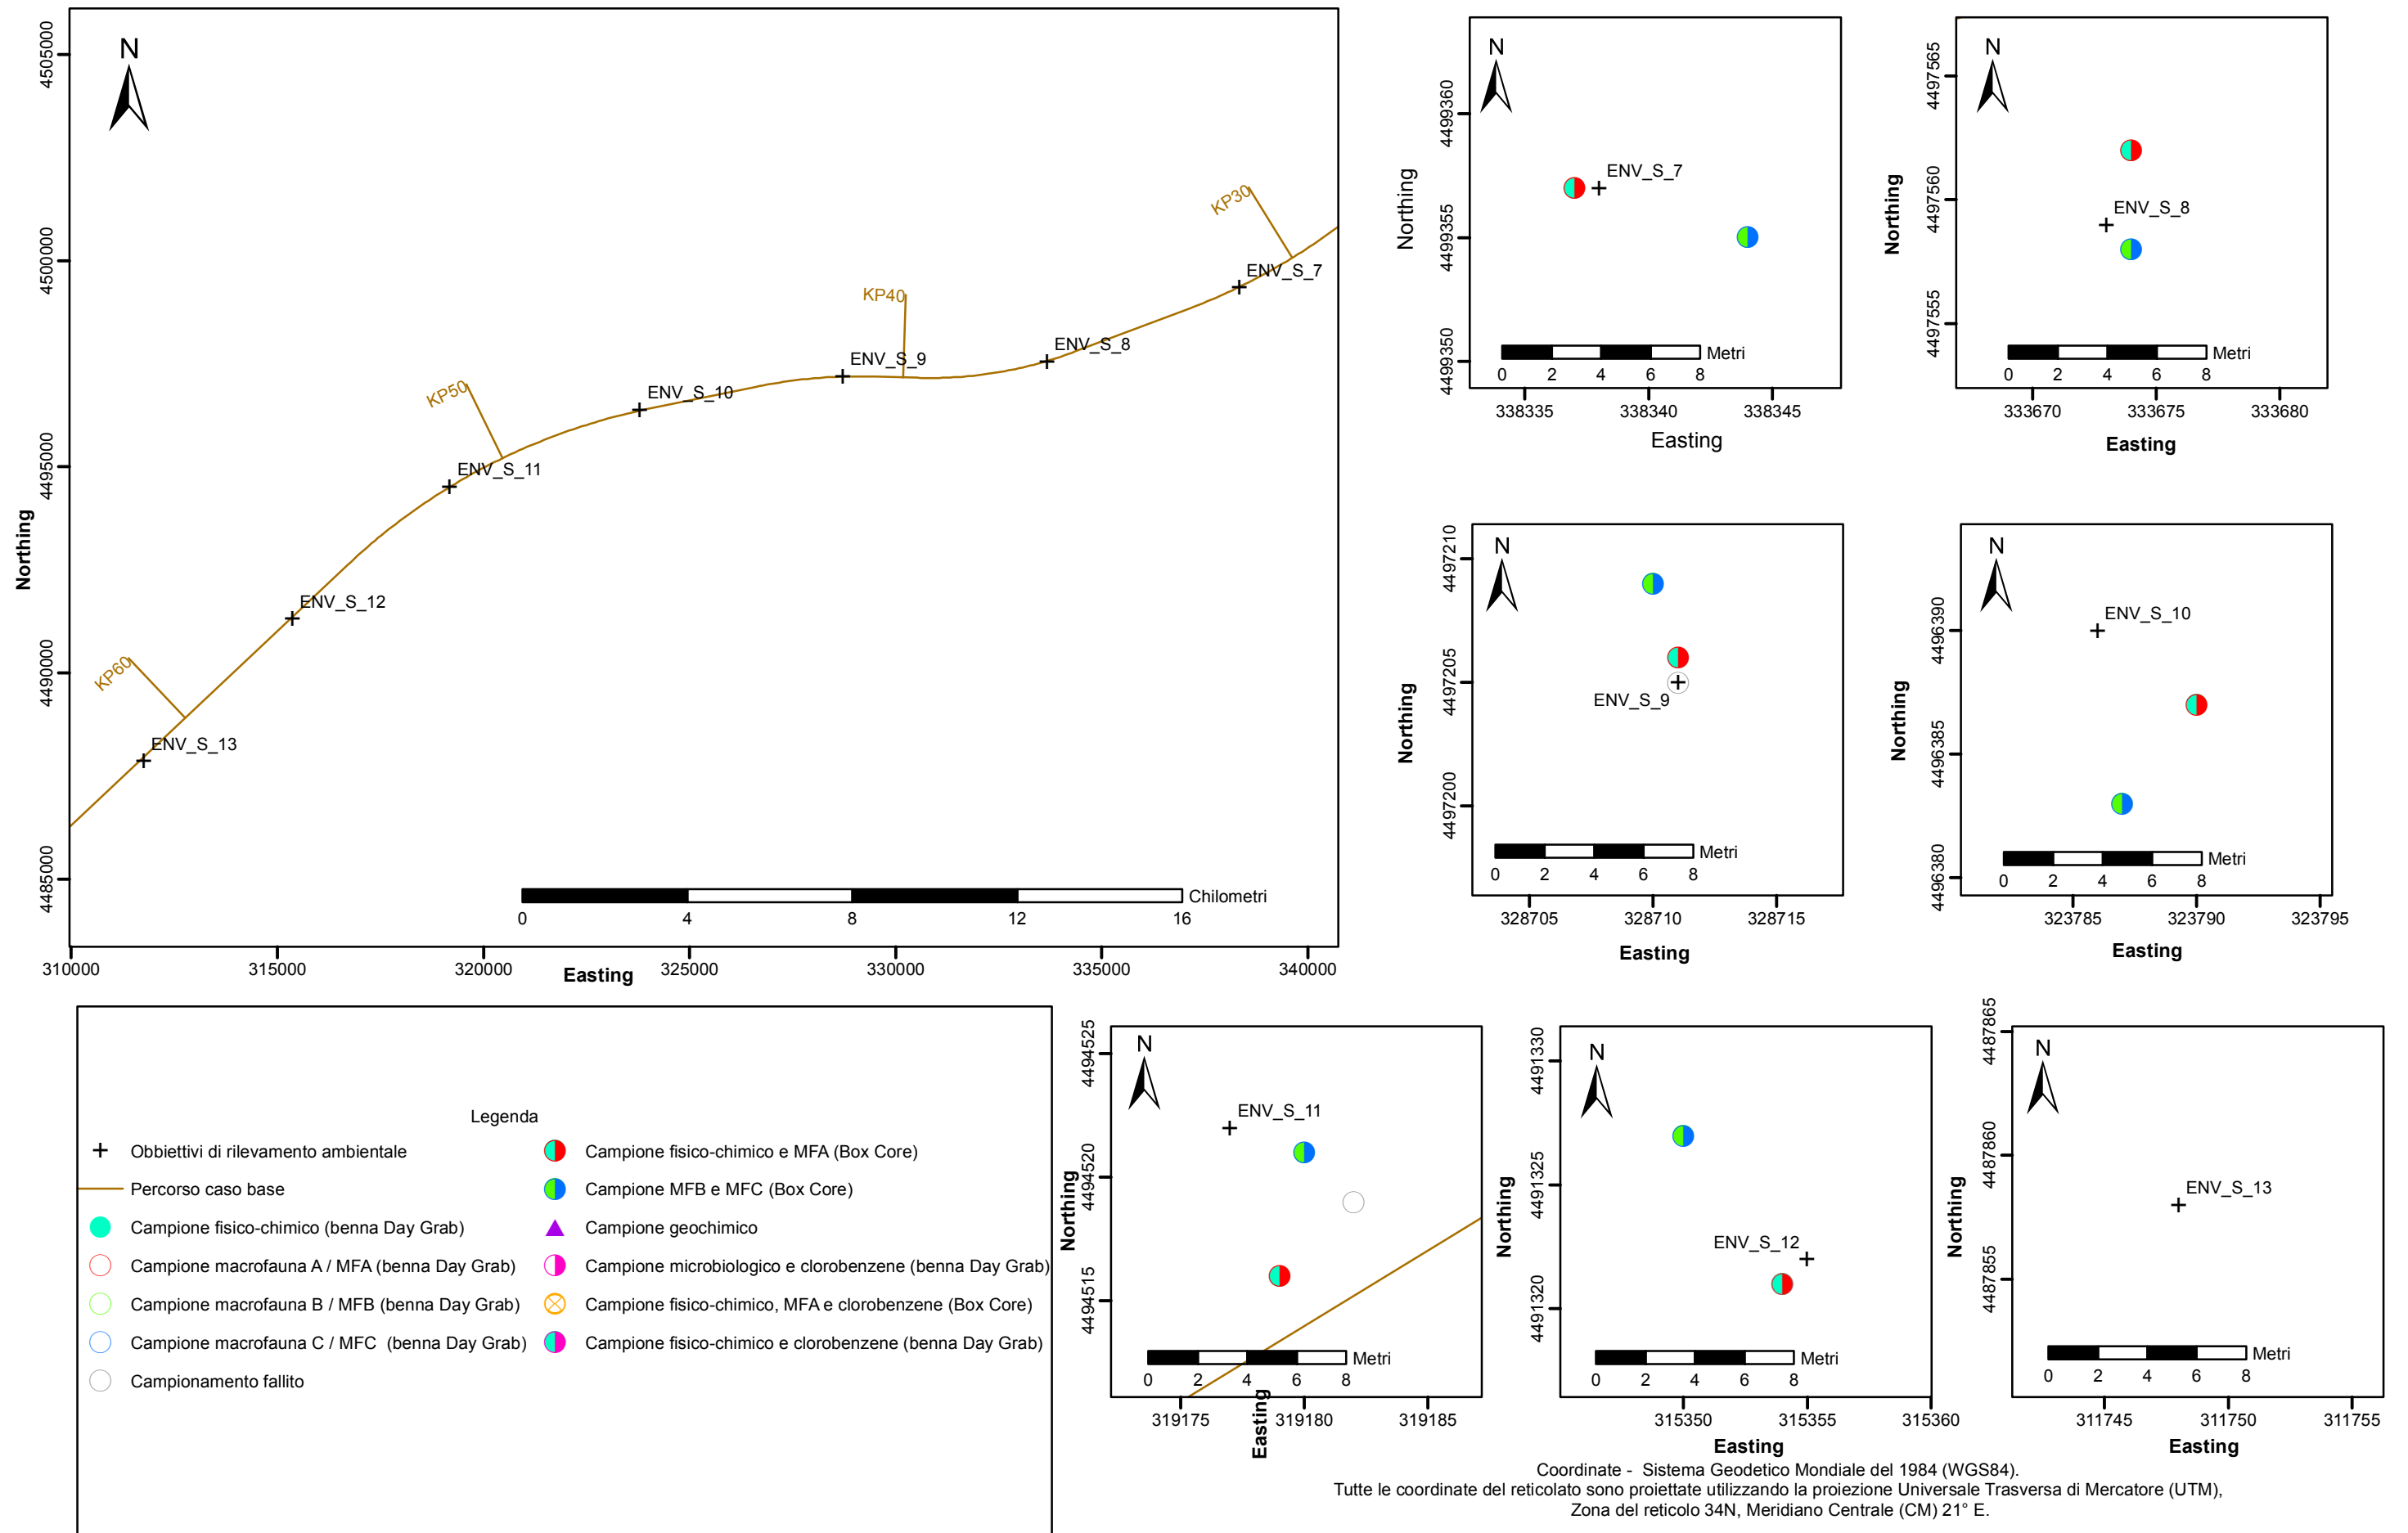 N
4505000
4500000
4495000
4490000
4485000
Northing
KP30
ENV_S_7
KP40
ENV_S_8
ENV_S_9
KP50
ENV_S_10
ENV_S_11
ENV_S_12
KP60
ENV_S_13
Chilometri
0 4 8 12 16
310000 315000 320000 325000 330000 335000 340000
Easting
N
4499360
4499355
4499350
Northing
ENV_S_7
Metri
0 2 4 6 8
338335 338340 338345
Easting
N
4497565
4497560
4497555
Northing
ENV_S_8
Metri
0 2 4 6 8
333670 333675 333680
Easting
N
4497210
4497205
4497200
Northing
ENV_S_9
Metri
0 2 4 6 8
328705 328710 328715
Easting
N
4496390
4496385
4496380
Northing
ENV_S_10
Metri
0 2 4 6 8
323785 323790 323795
Easting
Legenda
Obbiettivi di rilevamento ambientale
Percorso caso base
Campione fisico-chimico (benna Day Grab)
Campione macrofauna A / MFA (benna Day Grab)
Campione macrofauna B / MFB (benna Day Grab)
Campione macrofauna C / MFC (benna Day Grab)
Campionamento fallito
Campione fisico-chimico e MFA (Box Core)
Campione MFB e MFC (Box Core)
Campione geochimico
Campione microbiologico e clorobenzene (benna Day Grab)
Campione fisico-chimico, MFA e clorobenzene (Box Core)
Campione fisico-chimico e clorobenzene (benna Day Grab)
N
4494525
4494520
4494515
Northing
ENV_S_11
Metri
0 2 4 6 8
319175 319180 319185
Easting
N
4491330
4491325
4491320
Northing
ENV_S_12
Metri
0 2 4 6 8
315350 315355 315360
Easting
N
4487865
4487860
4487855
Northing
ENV_S_13
Metri
0 2 4 6 8
311745 311750 311755
Easting
Coordinate - Sistema Geodetico Mondiale del 1984 (WGS84).
Tutte le coordinate del reticolato sono proiettate utilizzando la proiezione Universale Trasversa di Mercatore (UTM),
Zona del reticolo 34N, Meridiano Centrale (CM) 21° E.